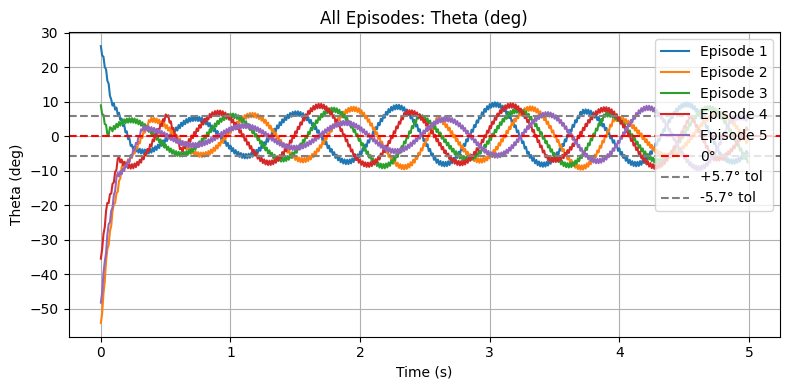 All Episodes: Theta (deg)
Theta (deg)
30
20
10
0
−10
−20
−30
−40
−50
0
1
2
3
4
5
Time (s)
Episode 1
Episode 2
Episode 3
Episode 4
Episode 5
0°
+5.7° tol
-5.7° tol